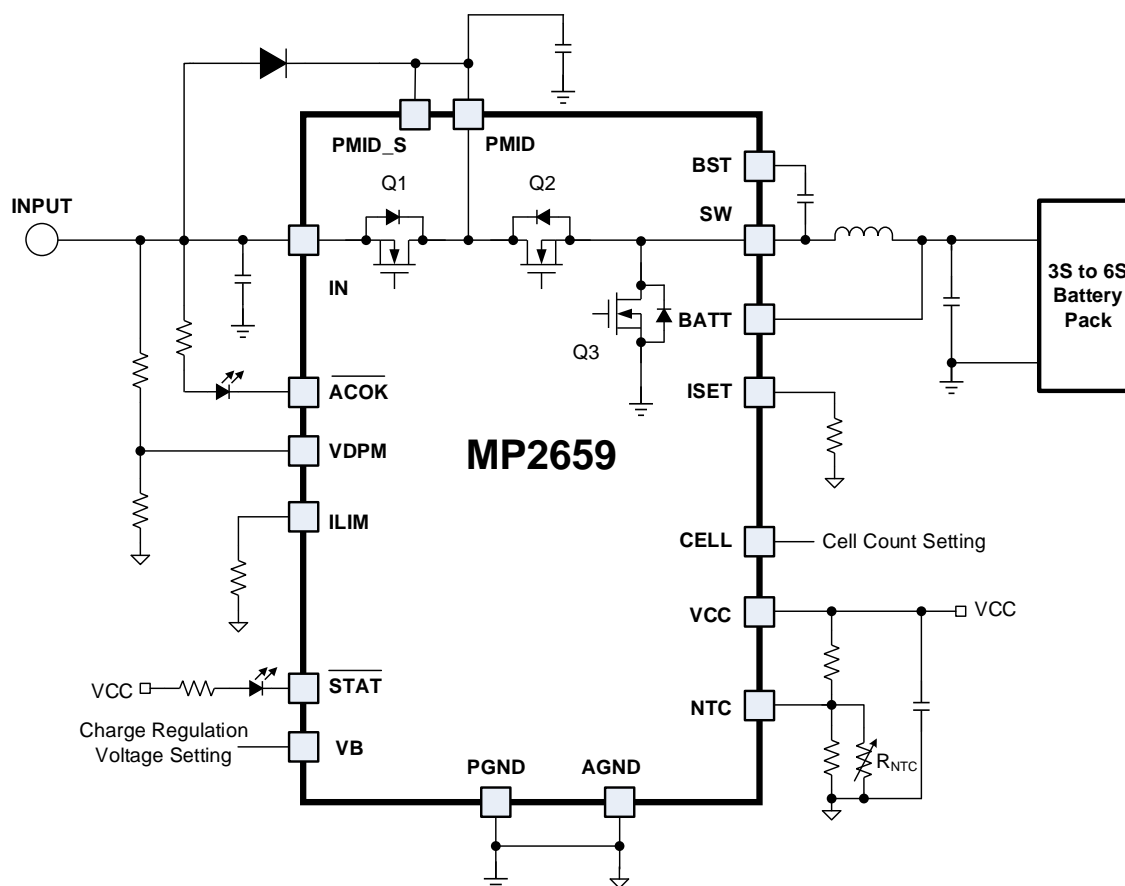 PMID_S
PMID
BST
Q1
Q2
SW
INPUT
IN
3S to 6S
Battery
Pack
BATT
Q3
ACOK
ISET
VDPM
MP2659
ILIM
CELL
Cell Count Setting
VCC
VCC
STAT
VCC
NTC
RNTC
Charge Regulation
Voltage Setting
VB
PGND
AGND